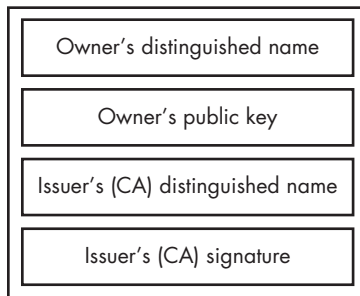 Owner’s distinguished name
Owner’s public key
Issuer’s (CA) distinguished name
Issuer’s (CA) signature